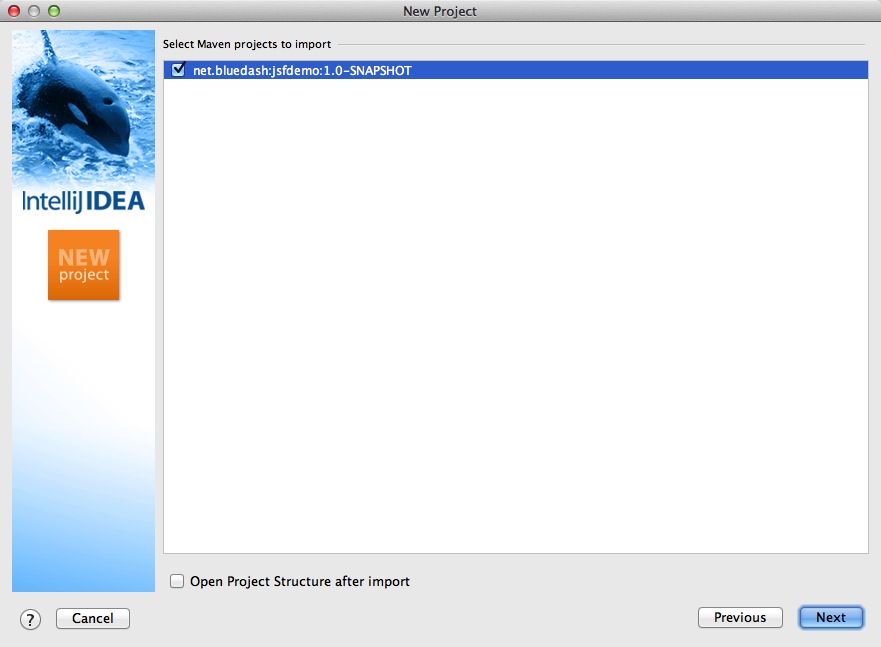 New Project
Select Maven projects to import
net.bluedash:jsfdemo:1.0-SNAPSHOT
IntelliJ IDEA
NEW
project
Open Project Structure after import
?
Cancel
Previous
Next